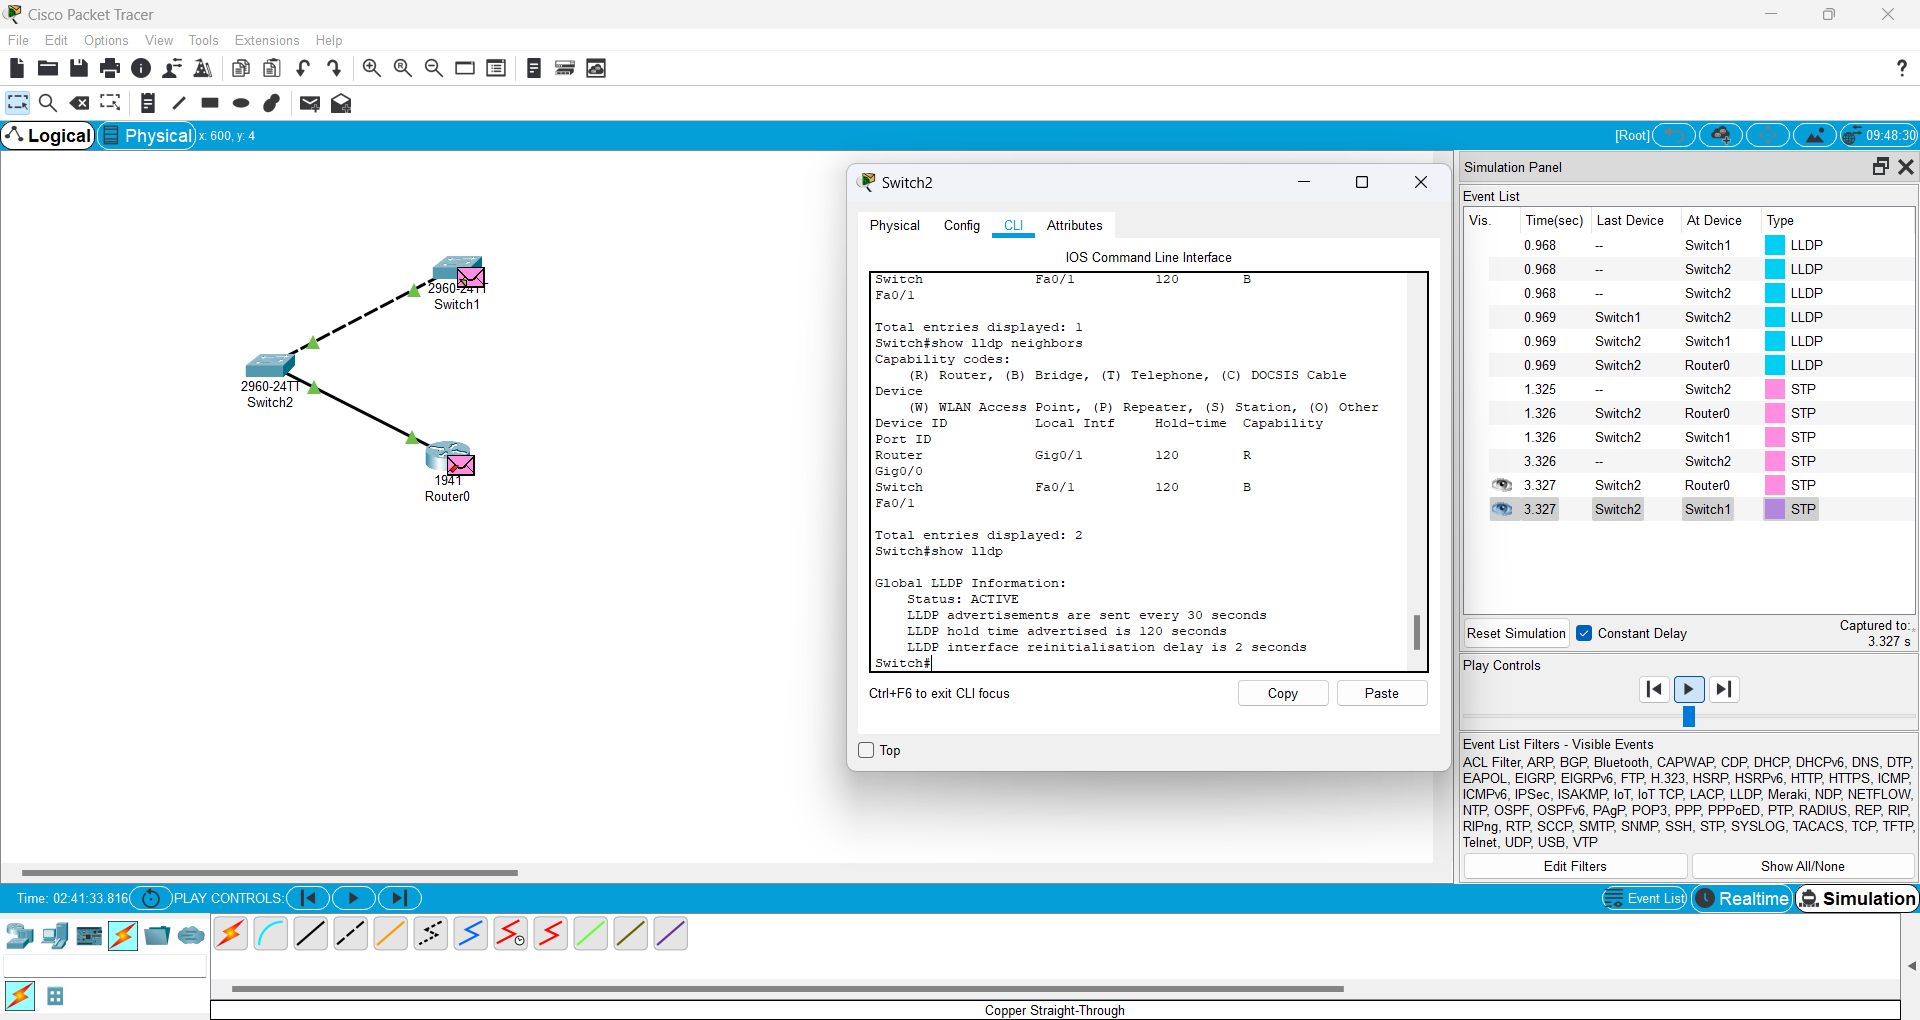 Cisco Packet Tracer
File Edit Options View Tools Extensions Help
Logical Physical x: 600, y: 4 [Root] 09:48:30
2960-24TT
Switch1
2960-24TT
Switch2
1941
Router0
Switch2
Physical Config CLI Attributes
IOS Command Line Interface
Switch Fa0/1 120 B
Fa0/1
Total entries displayed: 1
Switch#show lldp neighbors
Capability codes:
(R) Router, (B) Bridge, (T) Telephone, (C) DOCSIS Cable
Device
(W) WLAN Access Point, (P) Repeater, (S) Station, (O) Other
Device ID Local Intf Hold-time Capability
Port ID
Router Gig0/1 120 R
Gig0/0
Switch Fa0/1 120 B
Fa0/1
Total entries displayed: 2
Switch#show lldp
Global LLDP Information:
Status: ACTIVE
LLDP advertisements are sent every 30 seconds
LLDP hold time advertised is 120 seconds
LLDP interface reinitialisation delay is 2 seconds
Switch#
Ctrl+F6 to exit CLI focus Copy Paste
Top
Simulation Panel
Event List
Vis. Time(sec) Last Device At Device Type
0.968 -- Switch1 LLDP
0.968 -- Switch2 LLDP
0.968 -- Switch2 LLDP
0.969 Switch1 Switch2 LLDP
0.969 Switch2 Switch1 LLDP
0.969 Switch2 Router0 LLDP
1.325 -- Switch2 STP
1.326 Switch2 Router0 STP
1.326 Switch2 Switch1 STP
3.326 -- Switch2 STP
3.327 Switch2 Router0 STP
3.327 Switch2 Switch1 STP
Reset Simulation Constant Delay Captured to:
3.327 s
Play Controls
Event List Filters - Visible Events
ACL Filter, ARP, BGP, Bluetooth, CAPWAP, CDP, DHCP, DHCPv6, DNS, DTP,
EAPOL, EIGRP, EIGRPv6, FTP, H.323, HSRP, HSRPv6, HTTP, HTTPS, ICMP,
ICMPv6, IPSec, ISAKMP, IoT, IoT TCP, LACP, LLDP, Meraki, NDP, NETFLOW,
NTP, OSPF, OSPFv6, PAgP, POP3, PPP, PPPoED, PTP, RADIUS, REP, RIP,
RIPng, RTP, SCCP, SMTP, SNMP, SSH, STP, SYSLOG, TACACS, TCP, TFTP,
Telnet, UDP, USB, VTP
Edit Filters Show All/None
Time: 02:41:33.816 PLAY CONTROLS: Event List Realtime Simulation
Copper Straight-Through